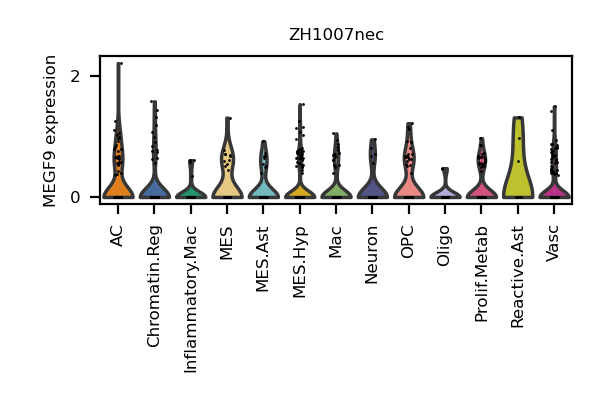 ZH1007nec
MEGF9 expression
2
0
AC
Chromatin.Reg
Inflammatory.Mac
MES
MES.Ast
MES.Hyp
Mac
Neuron
OPC
Oligo
Prolif.Metab
Reactive.Ast
Vasc